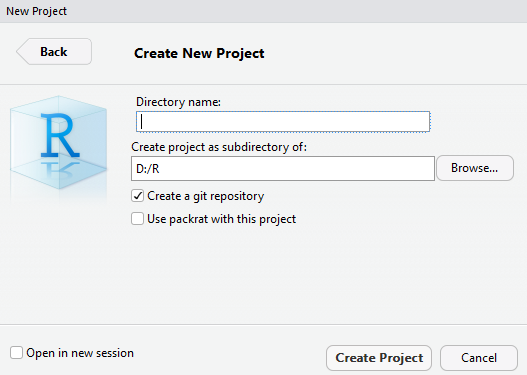 New Project
Back
Create New Project
R
Directory name:
Create project as subdirectory of:
D:/R
Browse...
Create a git repository
Use packrat with this project
Open in new session
Create Project
Cancel